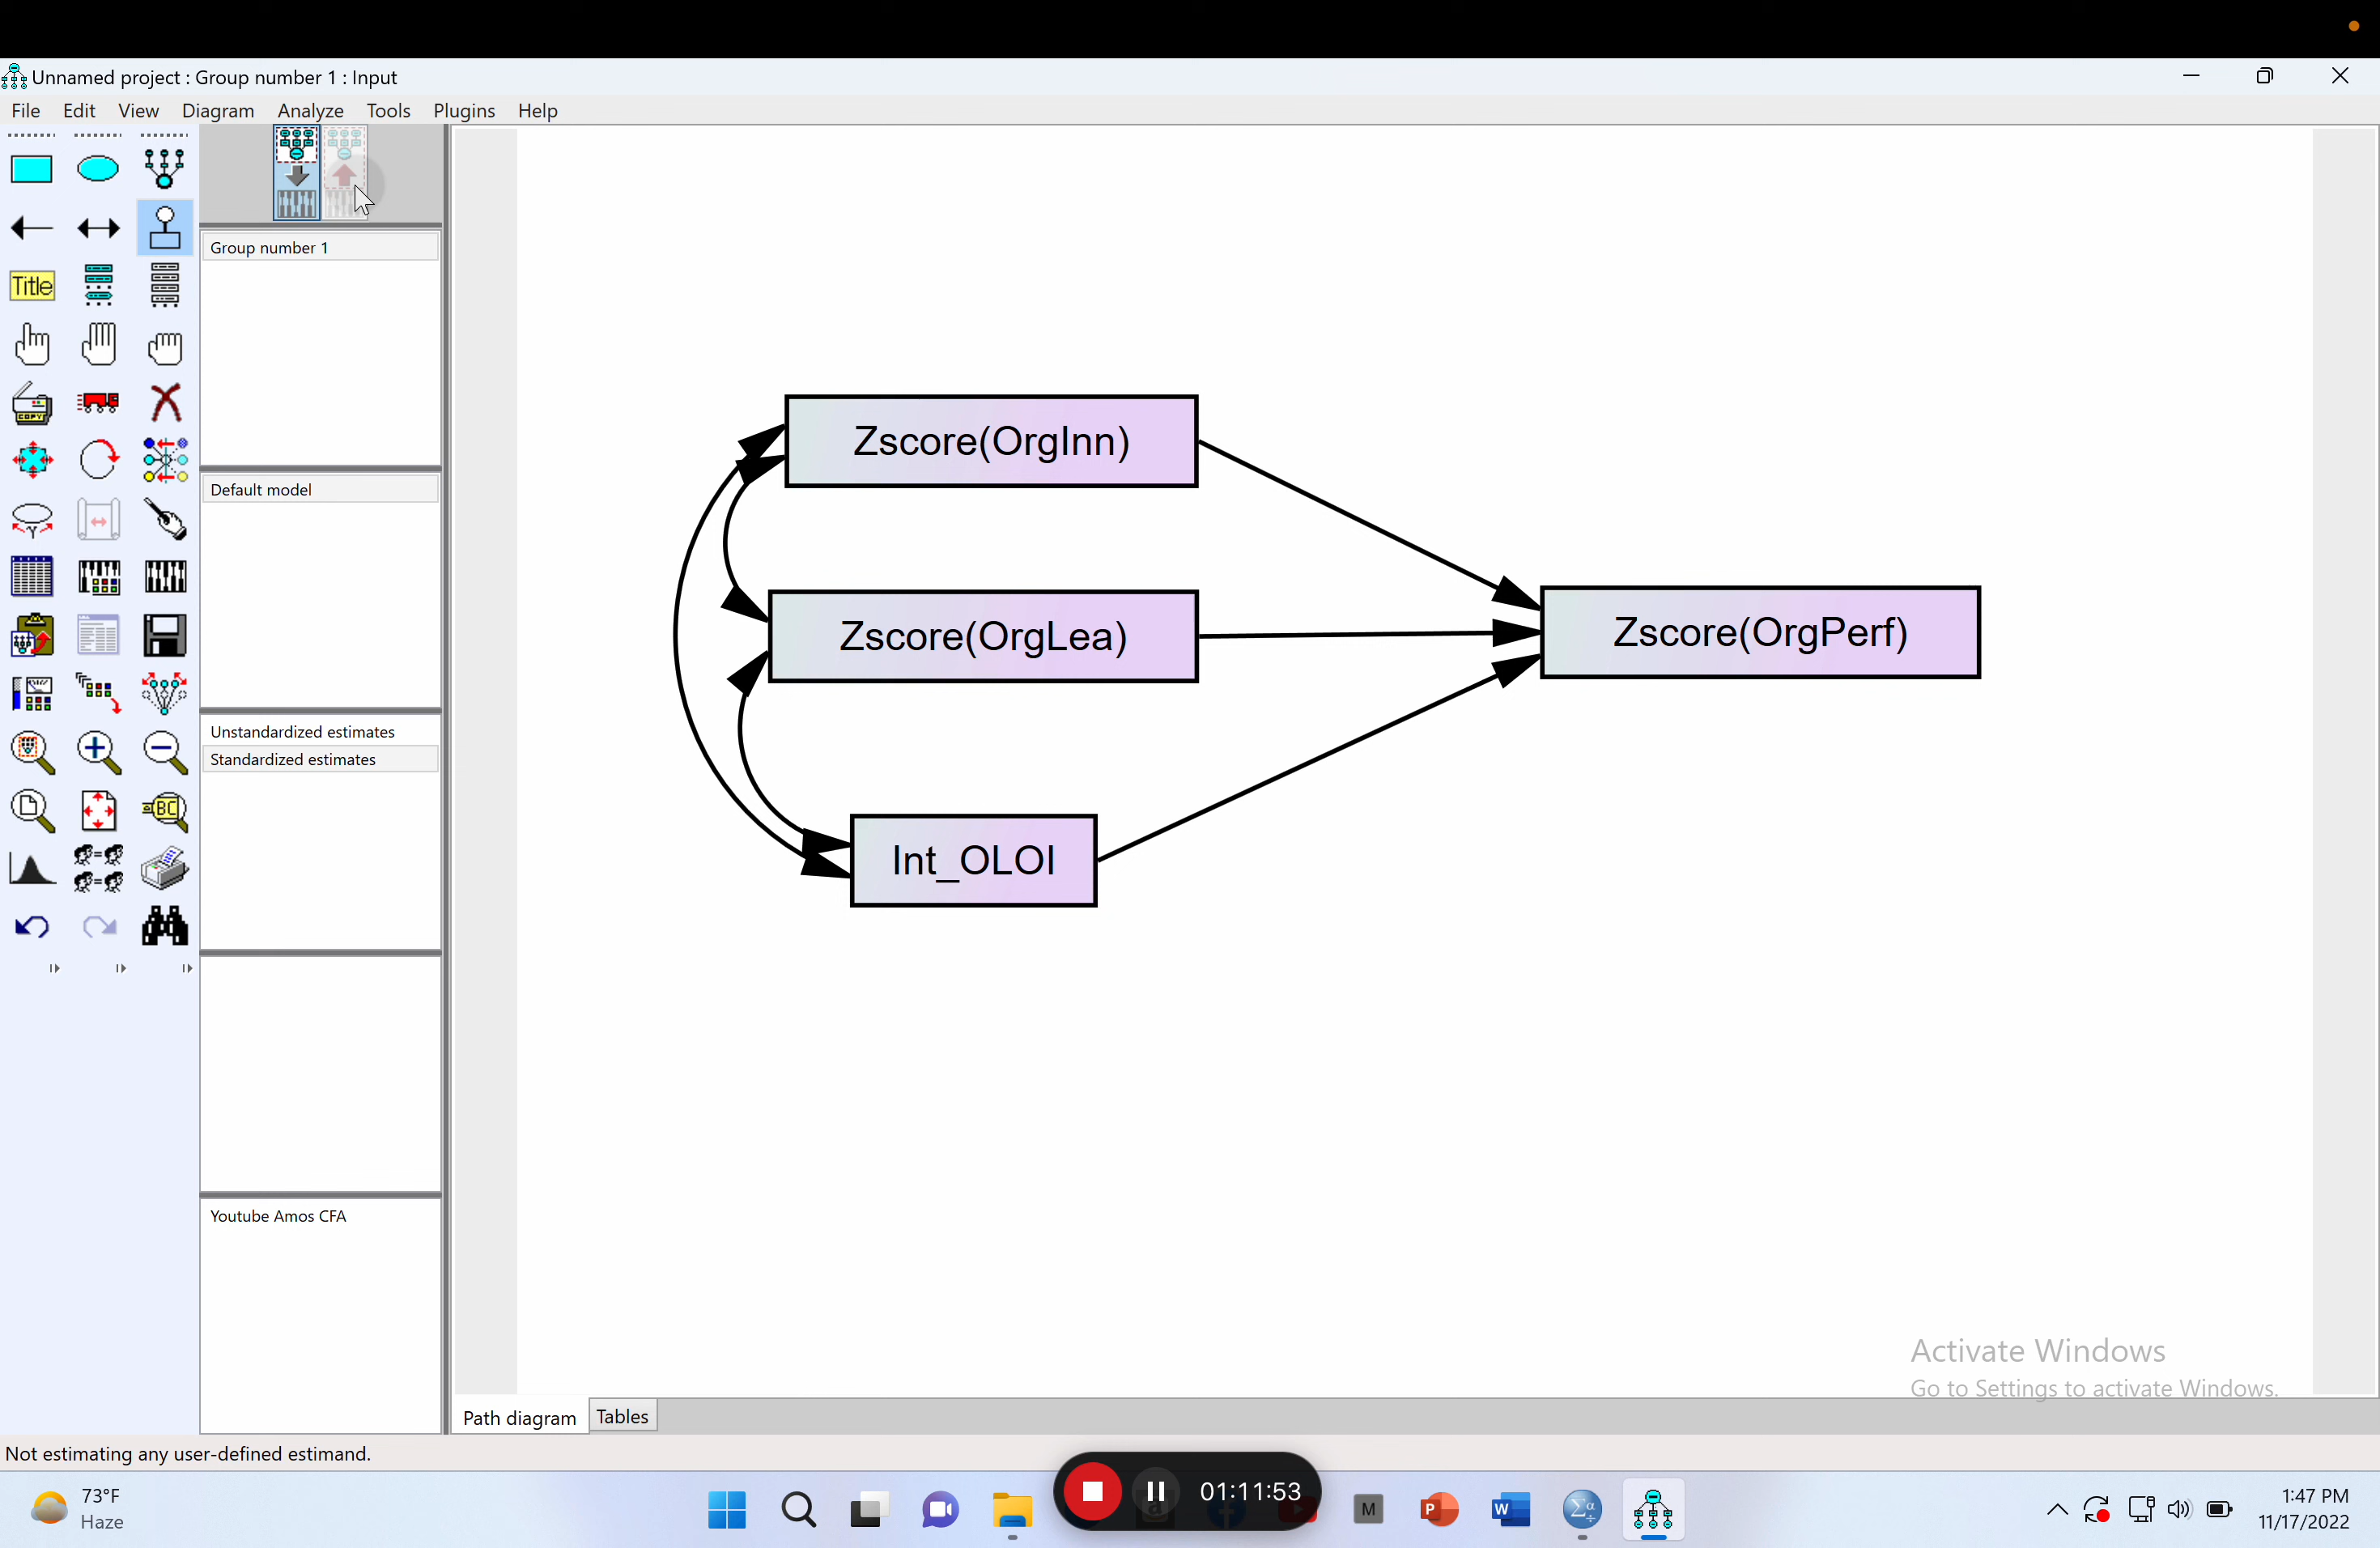 Unnamed project : Group number 1 : Input
File Edit View Diagram Analyze Tools Plugins Help
Title
Group number 1
COPY
Default model
Unstandardized estimates
Standardized estimates
Youtube Amos CFA
Zscore(OrgInn)
Zscore(OrgLea)
Zscore(OrgPerf)
Int_OLOI
Activate Windows
Go to Settings to activate Windows.
Path diagram Tables
Not estimating any user-defined estimand.
73°F
Haze
01:11:53
1:47 PM
11/17/2022